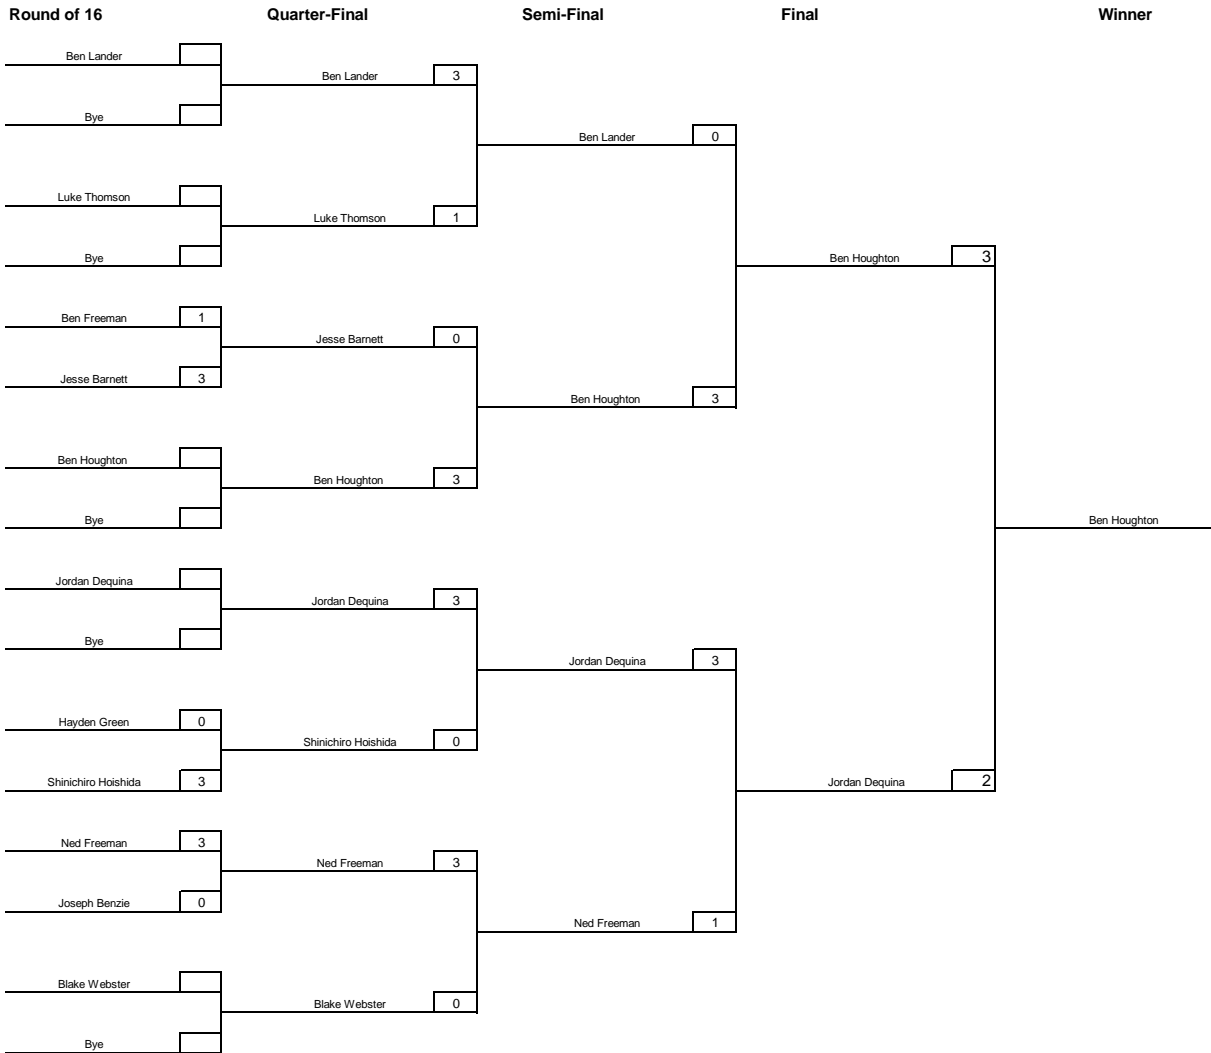 Round of 16 Quarter-Final Semi-Final Final Winner
Ben Lander
Ben Lander 3
Bye
Ben Lander 0
Luke Thomson
Luke Thomson 1
Bye
Ben Houghton 3
Ben Freeman 1
Jesse Barnett 0
Jesse Barnett 3
Ben Houghton 3
Ben Houghton
Ben Houghton 3
Bye
Ben Houghton
Jordan Dequina
Jordan Dequina 3
Bye
Jordan Dequina 3
Hayden Green 0
Shinichiro Hoishida 0
Shinichiro Hoishida 3
Jordan Dequina 2
Ned Freeman 3
Ned Freeman 3
Joseph Benzie 0
Ned Freeman 1
Blake Webster
Blake Webster 0
Bye